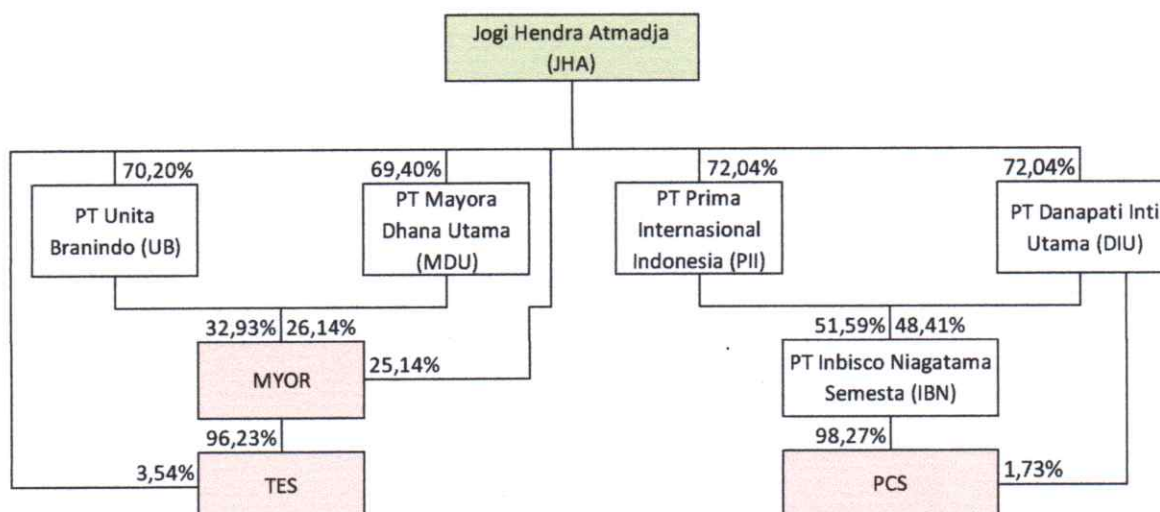 Jogi Hendra Atmadja
(JHA)
70,20%
69,40%
72,04%
72,04%
PT Unita
Branindo (UB)
PT Mayora
Dhana Utama
(MDU)
PT Prima
Internasional
Indonesia (PII)
PT Danapati Inti
Utama (DIU)
32,93% 26,14%
51,59% 48,41%
MYOR
25,14%
PT Inbisco Niagatama
Semesta (IBN)
96,23%
98,27%
3,54%
TES
PCS
1,73%